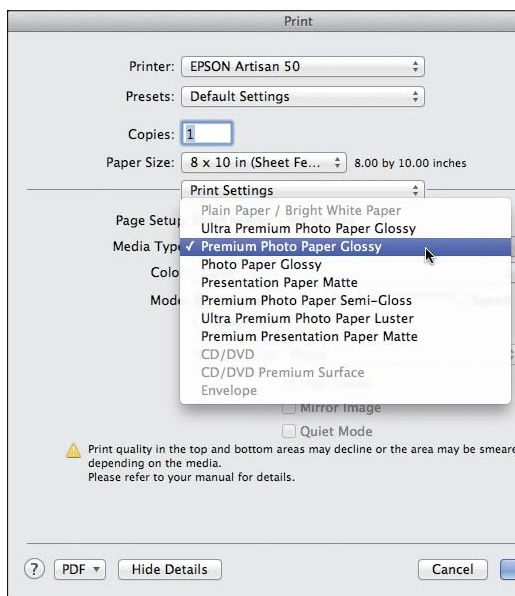 Print
Printer: EPSON Artisan 50
Presets: Default Settings
Copies: 1
Paper Size: 8 x 10 in (Sheet Fe... 8.00 by 10.00 inches
Print Settings
Plain Paper / Bright White Paper
Page Setup
Ultra Premium Photo Paper Glossy
Media Type ✓ Premium Photo Paper Glossy
Photo Paper Glossy
Colo
Presentation Paper Matte
Mode: Premium Photo Paper Semi-Gloss
Ultra Premium Photo Paper Luster
Premium Presentation Paper Matte
CD/DVD
CD/DVD Premium Surface
Envelope
Mirror Image
Quiet Mode
Print quality in the top and bottom areas may decline or the area may be smeare
depending on the media.
Please refer to your manual for details.
? PDF Hide Details Cancel